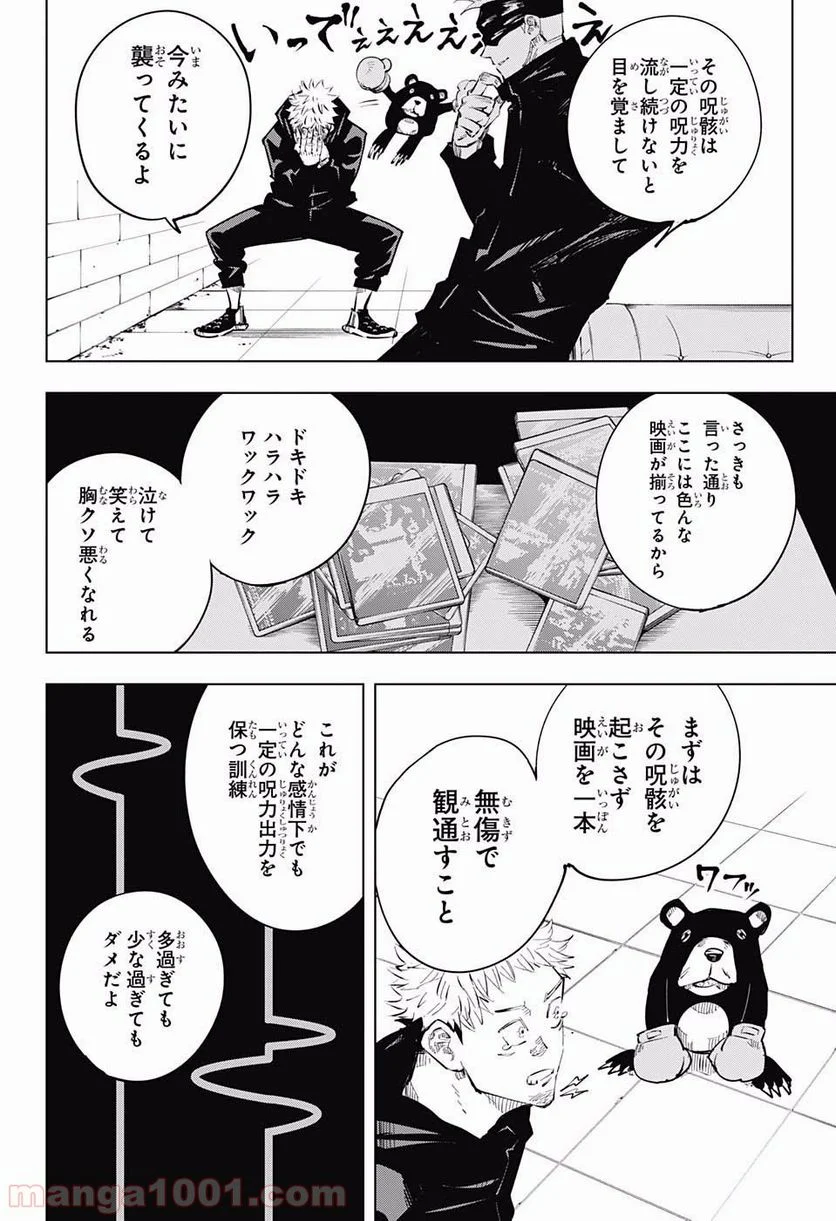 その呪骸は
一定の呪力を
流し続けないと
目を覚まして
いってぇぇぇぇぇ
今みたいに
襲ってくるよ
さっきも
言った通り
ここには色んな
映画が揃ってるから
ドキドキ
ハラハラ
ワックワック
泣けて
笑えて
胸クソ悪くなれる
まずは
その呪骸を
起こさず
映画を一本
無傷で
観通すこと
ワフッ
これが
どんな感情下でも
一定の呪力出力を
保つ訓練
多過ぎても
少な過ぎても
ダメだよ
manga1001.com